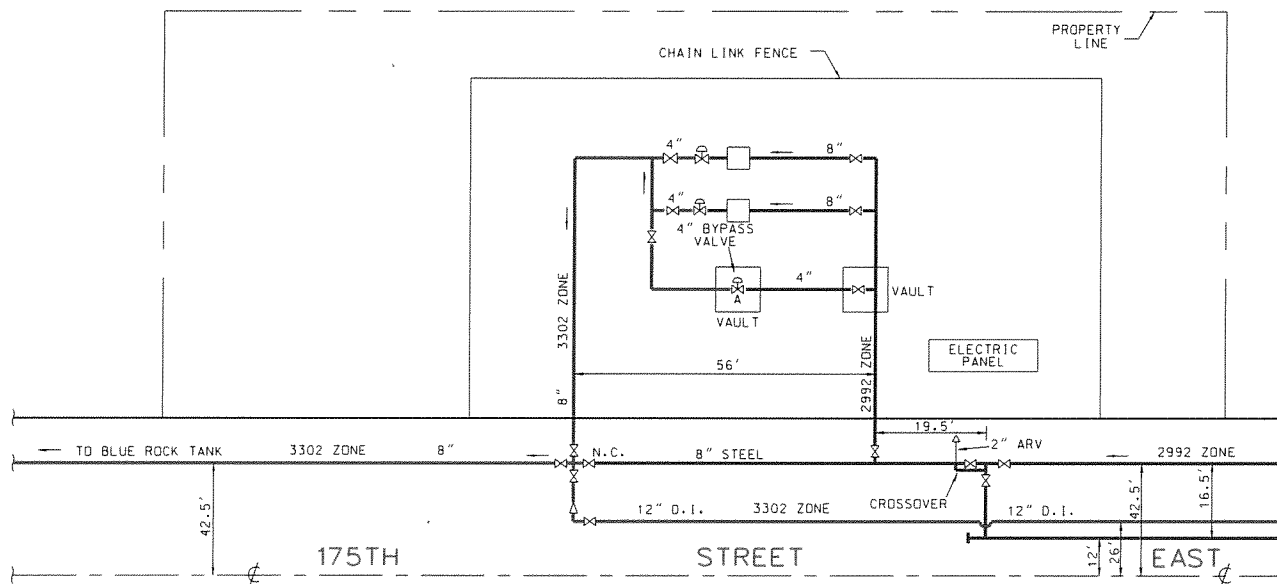 PROPERTY
LINE
CHAIN LINK FENCE
4"
8"
4"
8"
4" BYPASS
VALVE
4"
A
VAULT
VAULT
3302 ZONE
2992 ZONE
ELECTRIC
PANEL
56'
8"
19.5'
2" ARV
TO BLUE ROCK TANK
3302 ZONE
8"
N.C.
8" STEEL
2992 ZONE
CROSSOVER
42.5'
42.5'
16.5'
12" D.I.
3302 ZONE
12" D.I.
12'
26'
175TH STREET EAST
℄
℄